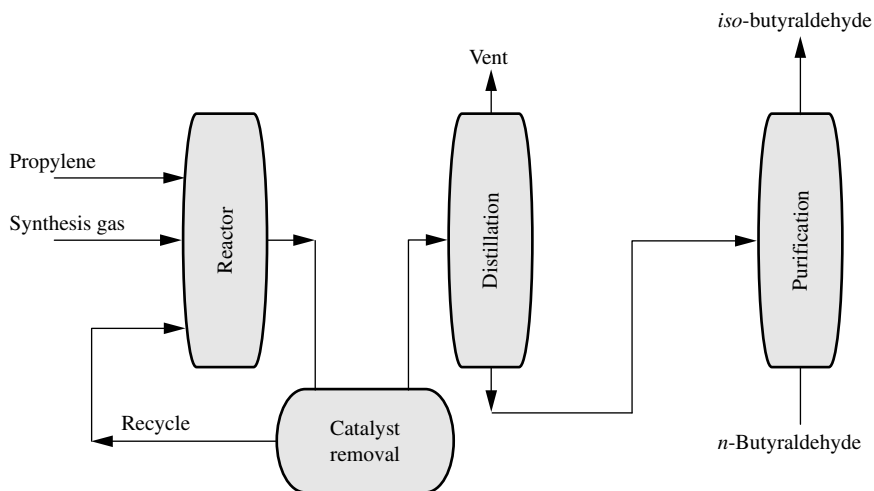 iso-butyraldehyde
Vent
Propylene
Synthesis gas
Reactor
Distillation
Purification
Recycle
Catalyst
removal
n-Butyraldehyde